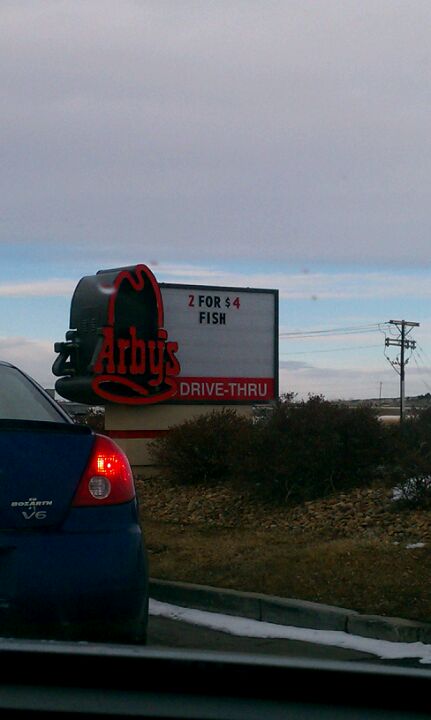 2 FOR $4
FISH
Arby's
DRIVE-THRU
BOZARTH
V6